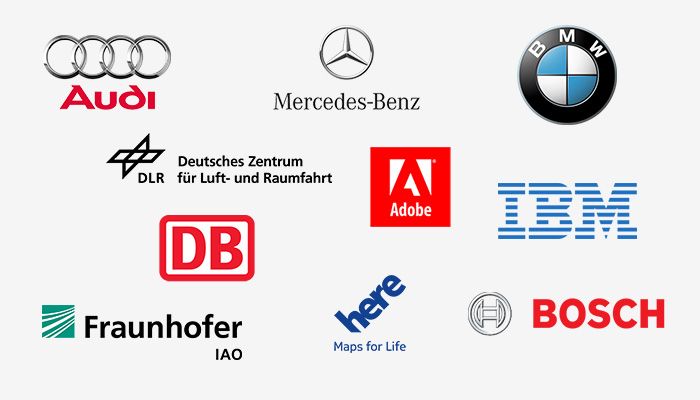 Audi
Mercedes-Benz
BMW
DLR
Deutsches Zentrum
für Luft- und Raumfahrt
Adobe
IBM
DB
Fraunhofer
IAO
here
Maps for Life
BOSCH